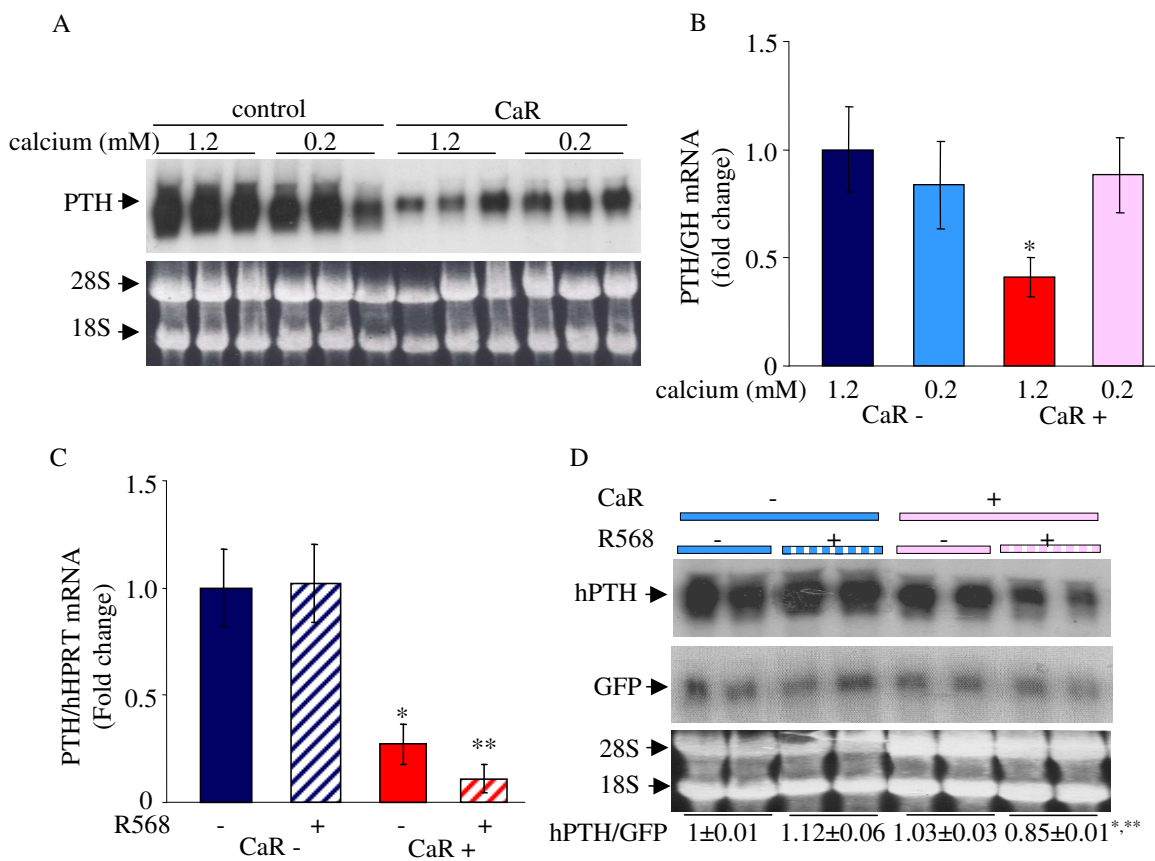 A
control CaR
calcium (mM) 1.2 0.2 1.2 0.2
PTH
28S
18S
B
PTH/GH mRNA
(fold change)
1.5
1.0
0.5
0
*
calcium (mM) 1.2 0.2 1.2 0.2
CaR - CaR +
C
PTH/hHPRT mRNA
(Fold change)
1.5
1.0
0.5
0
*
**
R568 - + - +
CaR - CaR +
D
CaR - +
R568 - + - +
hPTH
GFP
28S
18S
hPTH/GFP 1±0.01 1.12±0.06 1.03±0.03 0.85±0.01*,**